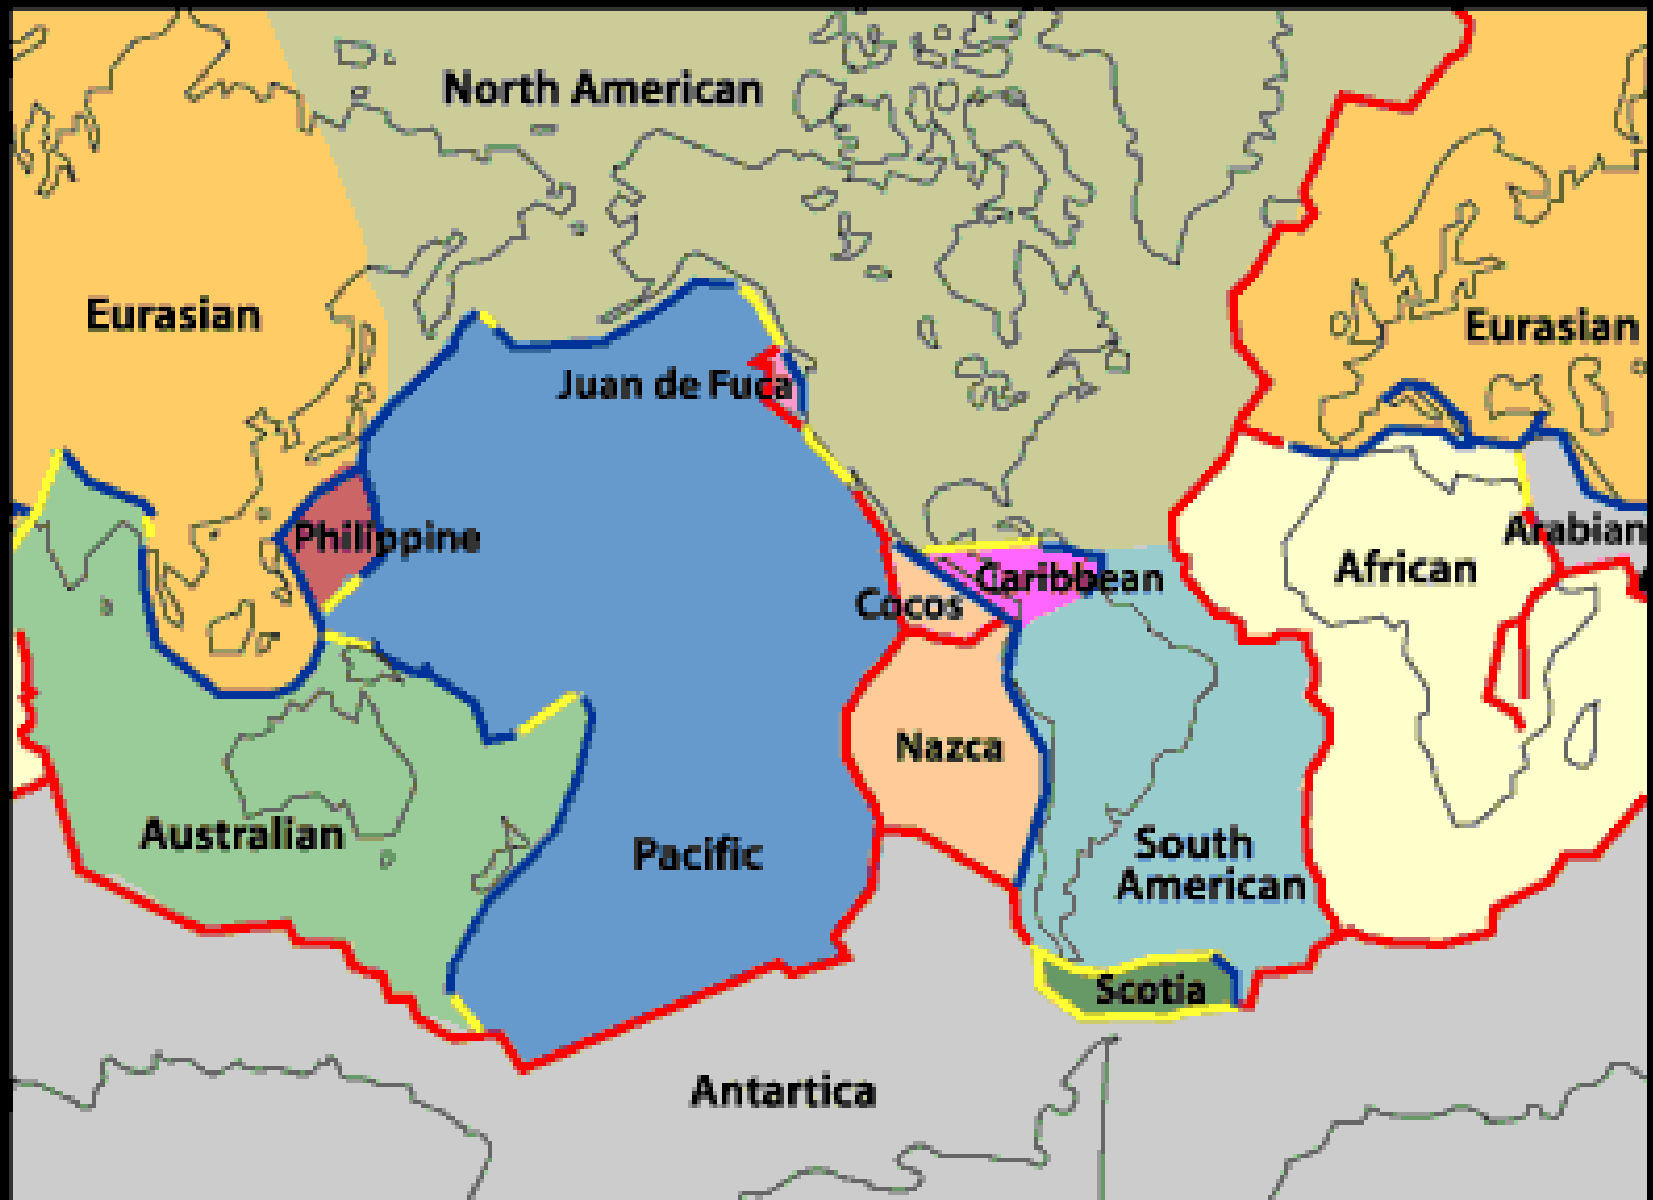 North American
Eurasian
Eurasian
Juan de Fuca
Philippine
Arabian
African
Caribbean
Cocos
Nazca
Australian
Pacific
South
American
Scotia
Antartica